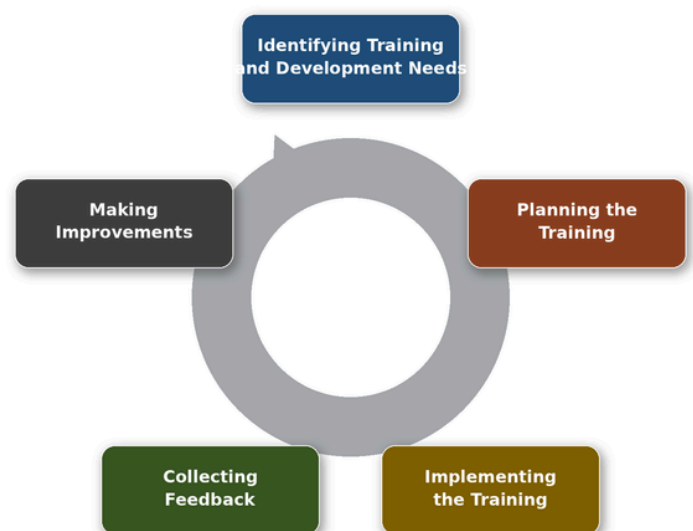 Identifying Training
and Development Needs
Planning the
Training
Implementing
the Training
Collecting
Feedback
Making
Improvements